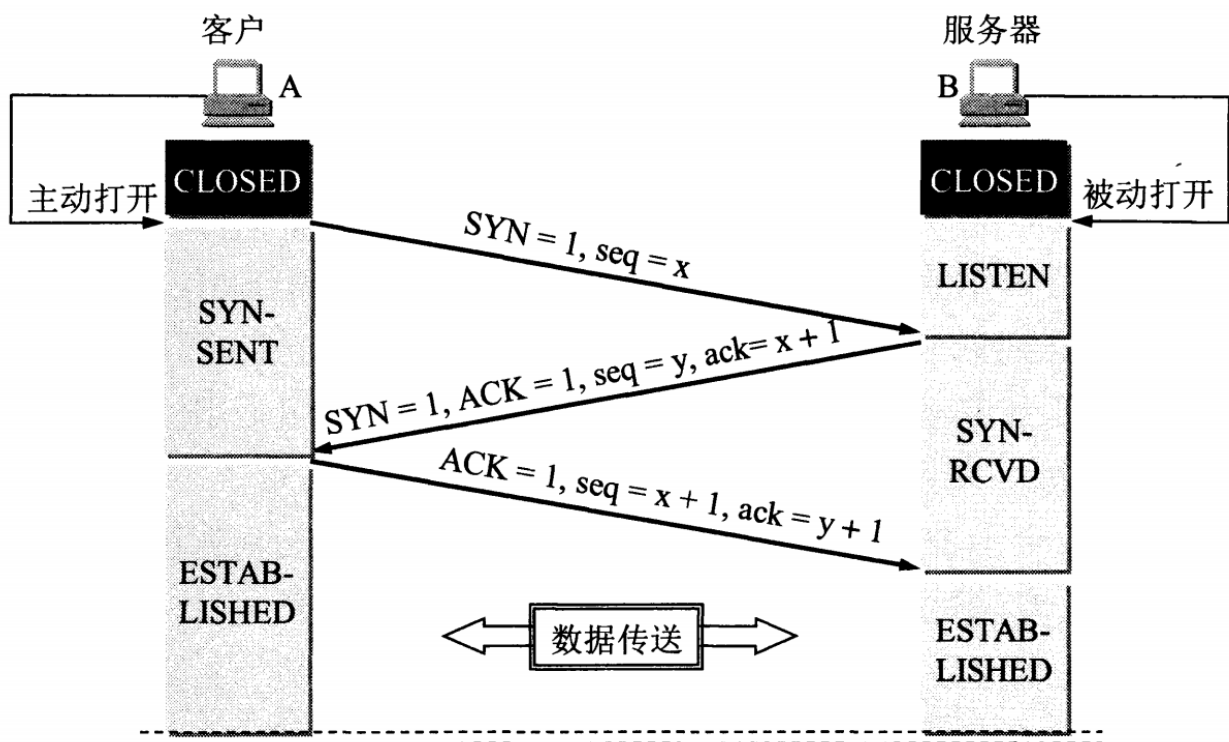 客户
服务器
A
B
CLOSED
CLOSED
主动打开
被动打开
SYN = 1, seq = x
LISTEN
SYN-
SENT
SYN = 1, ACK = 1, seq = y, ack= x + 1
SYN-
RCVD
ACK = 1, seq = x + 1, ack = y + 1
ESTAB-
LISHED
数据传送
ESTAB-
LISHED